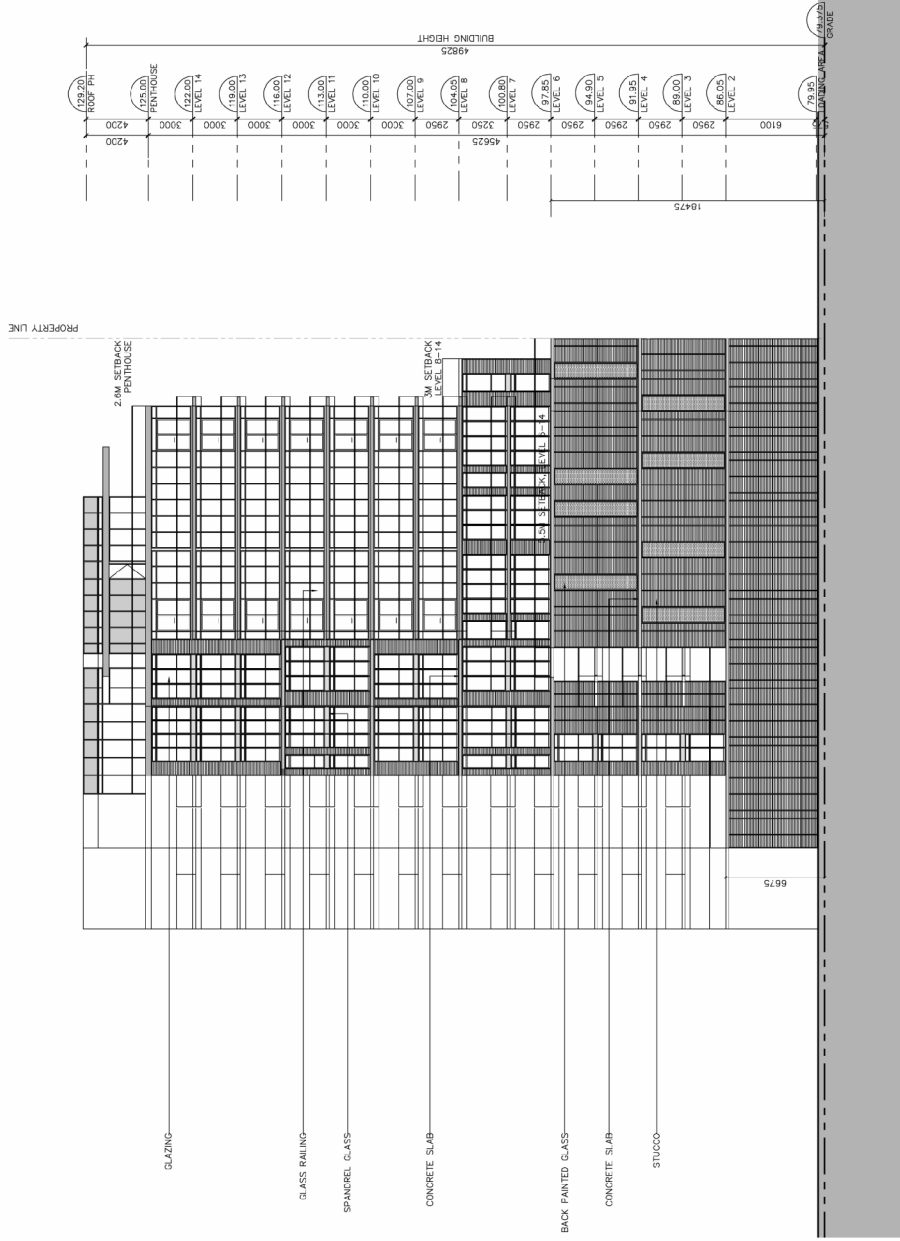 BUILDING HEIGHT
49825
129.20
ROOF PH
125.00
PENTHOUSE
122.00
LEVEL 14
119.00
LEVEL 13
116.00
LEVEL 12
113.00
LEVEL 11
110.00
LEVEL 10
107.00
LEVEL 9
104.05
LEVEL 8
100.80
LEVEL 7
97.85
LEVEL 6
94.90
LEVEL 5
91.95
LEVEL 4
89.00
LEVEL 3
86.05
LEVEL 2
79.95
GRADE
4200
3000
3000
3000
3000
3000
2950
3250
2950
2950
2950
2950
2950
6100
4200
45625
18475
PROPERTY LINE
2.6M SETBACK
PENTHOUSE
3M SETBACK
LEVEL 8-14
6675
GLAZING
GLASS RAILING
SPANDREL GLASS
CONCRETE SLAB
BACK PAINTED GLASS
CONCRETE SLAB
STUCCO